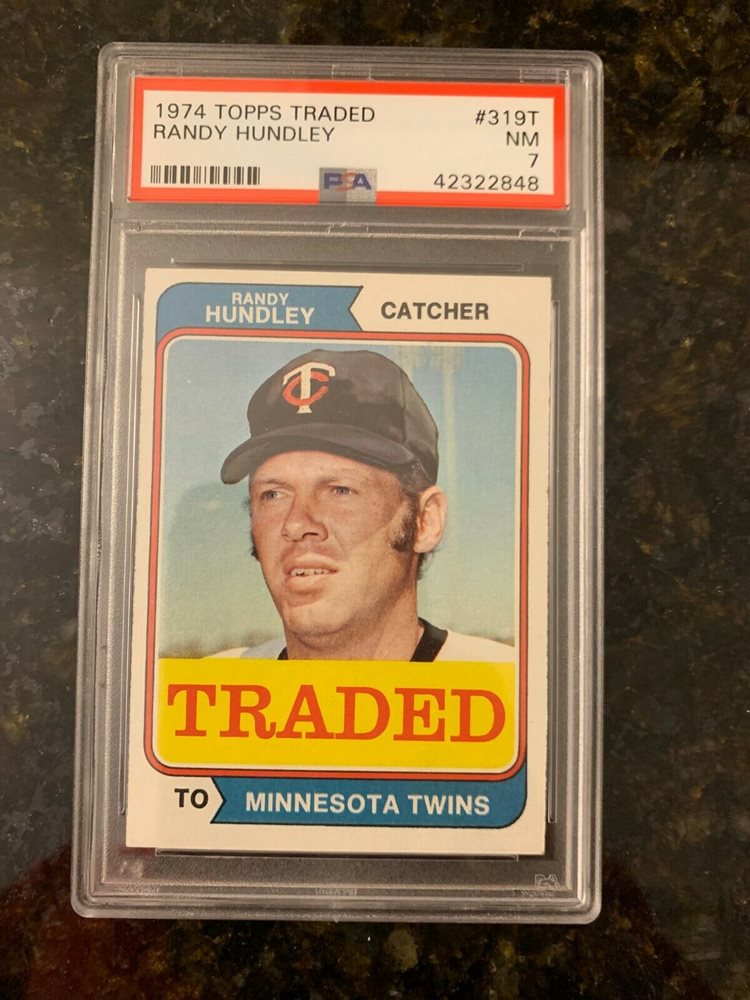 1974 TOPPS TRADED #319T
RANDY HUNDLEY NM
7
PSA 42322848
RANDY
HUNDLEY
CATCHER
TC
TRADED
TO MINNESOTA TWINS